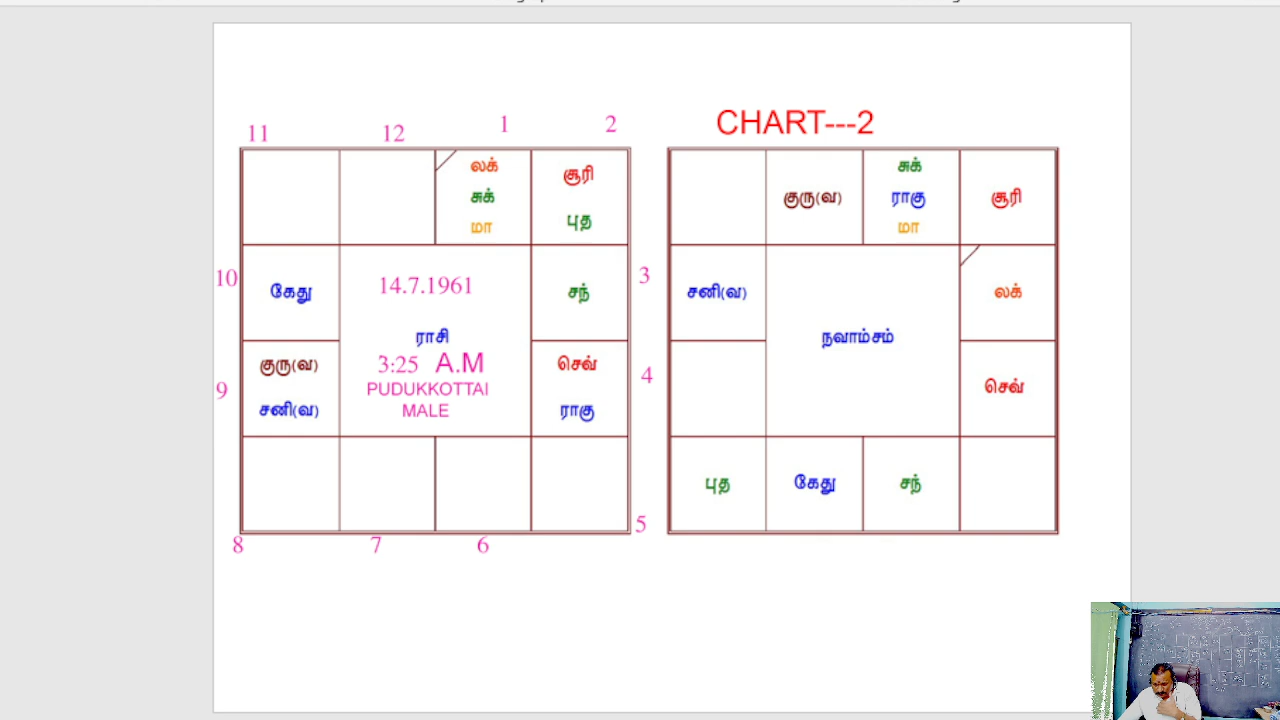 CHART---2
11 12 1 2
லக்
சுக்
மா
சூரி
புத
10
கேது
14.7.1961
ராசி
3:25 A.M
PUDUKKOTTAI
MALE
சந்
3
9
குரு(வ)
சனி(வ)
செவ்
ராகு
4
8 7 6 5
குரு(வ)
சுக்
ராகு
மா
சூரி
சனி(வ)
நவாம்சம்
லக்
செவ்
புத
கேது
சந்